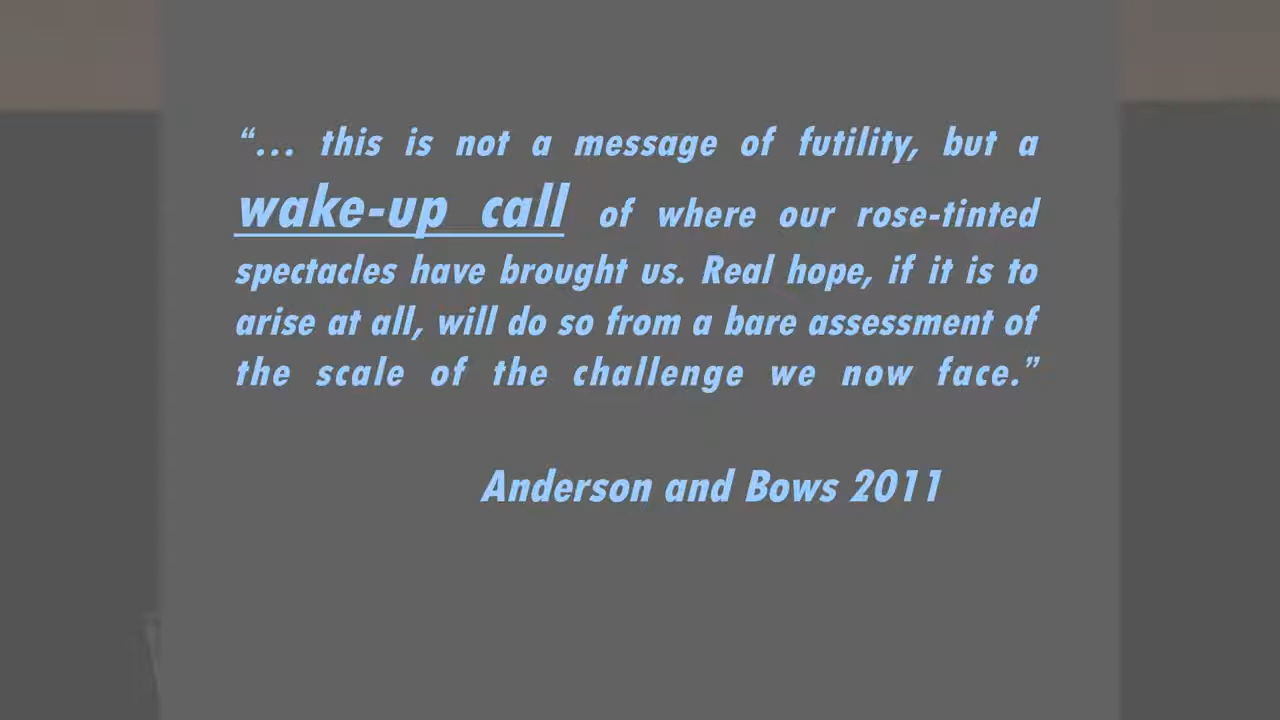 “… this is not a message of futility, but a
wake-up call of where our rose-tinted
spectacles have brought us. Real hope, if it is to
arise at all, will do so from a bare assessment of
the scale of the challenge we now face.”
Anderson and Bows 2011